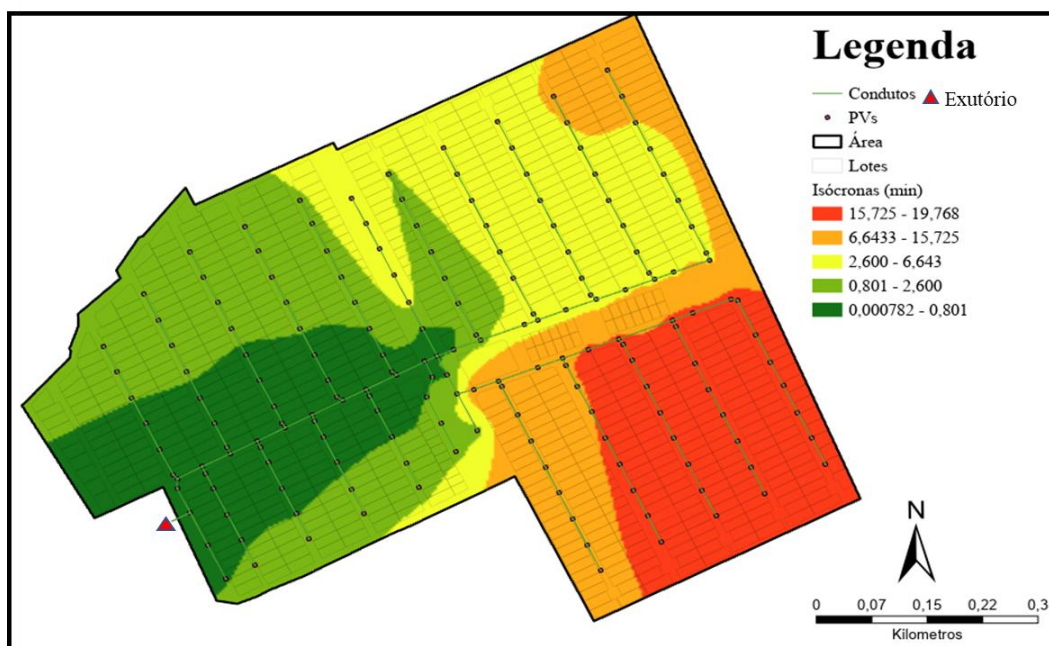 Legenda
Condutos
Exutório
PVs
Área
Lotes
Isócronas (min)
15,725 - 19,768
6,6433 - 15,725
2,600 - 6,643
0,801 - 2,600
0,000782 - 0,801
N
0 0,07 0,15 0,22 0,3
Kilometros